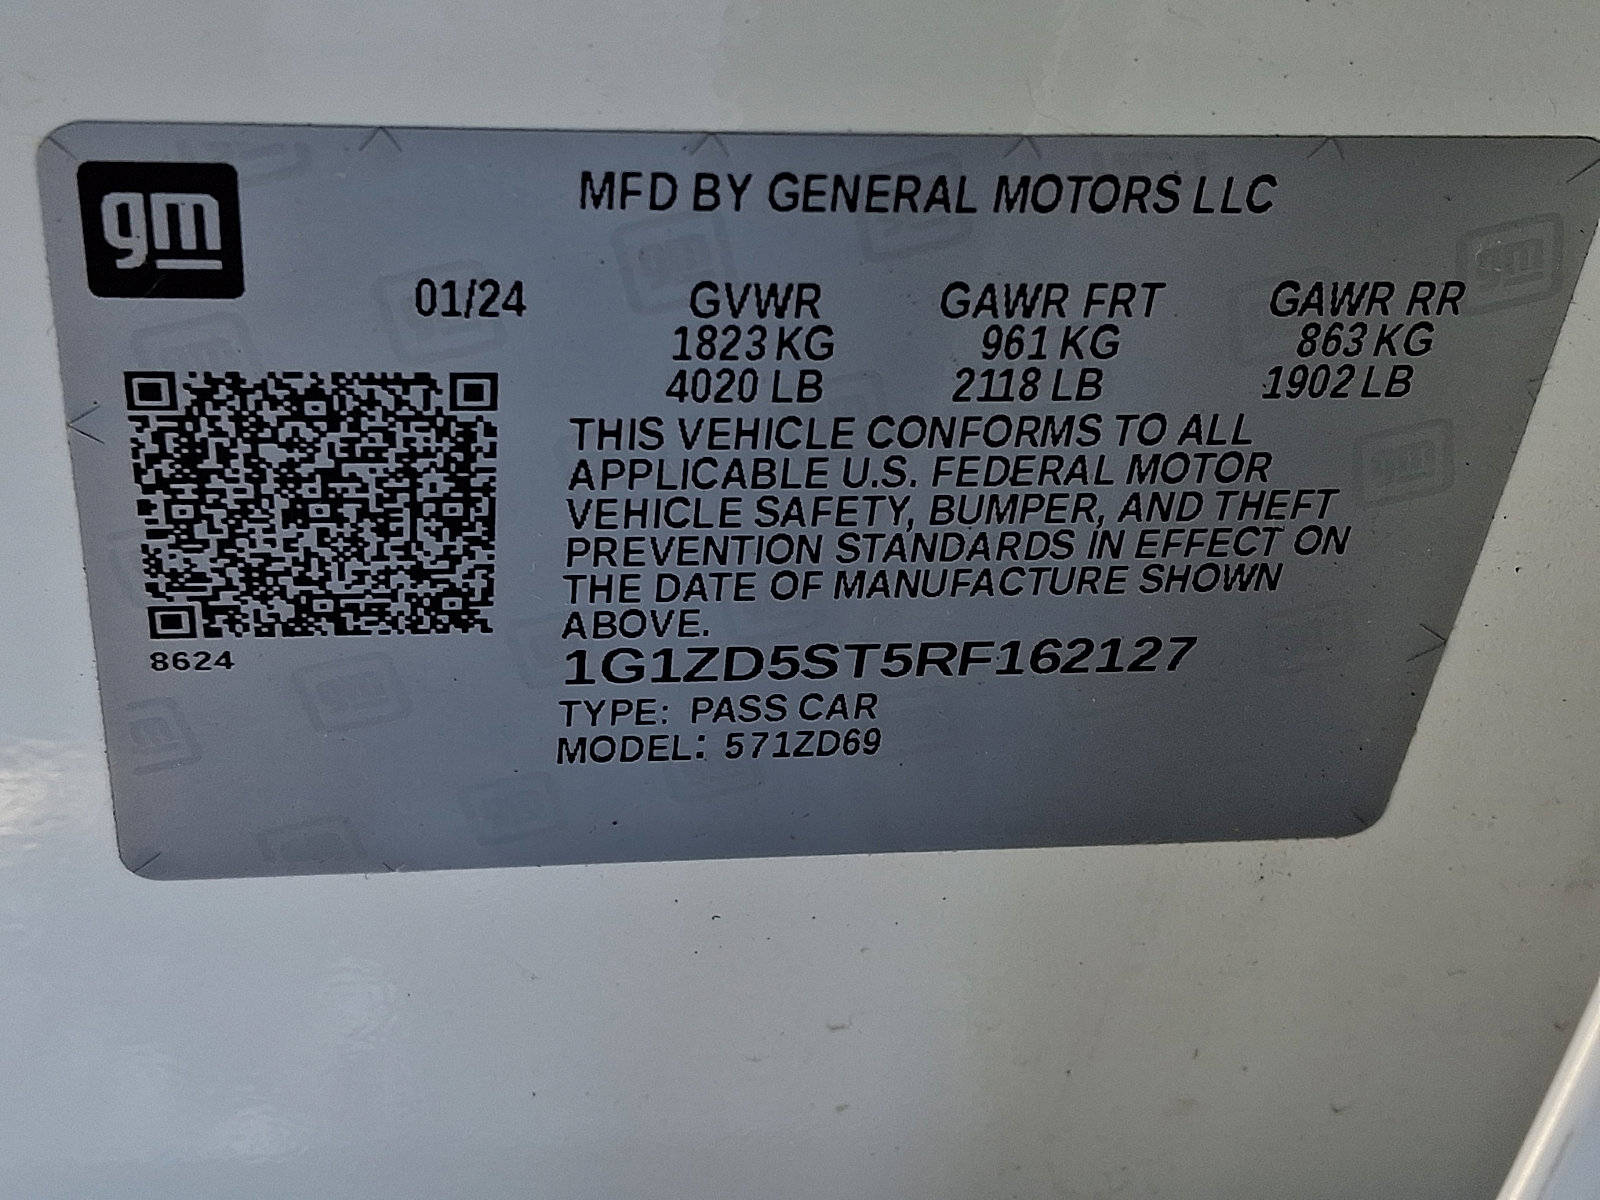 gm
MFD BY GENERAL MOTORS LLC
01/24 GVWR GAWR FRT GAWR RR
1823 KG 961 KG 863 KG
4020 LB 2118 LB 1902 LB
THIS VEHICLE CONFORMS TO ALL
APPLICABLE U.S. FEDERAL MOTOR
VEHICLE SAFETY, BUMPER, AND THEFT
PREVENTION STANDARDS IN EFFECT ON
THE DATE OF MANUFACTURE SHOWN
ABOVE.
8624
1G1ZD5ST5RF162127
TYPE: PASS CAR
MODEL: 571ZD69